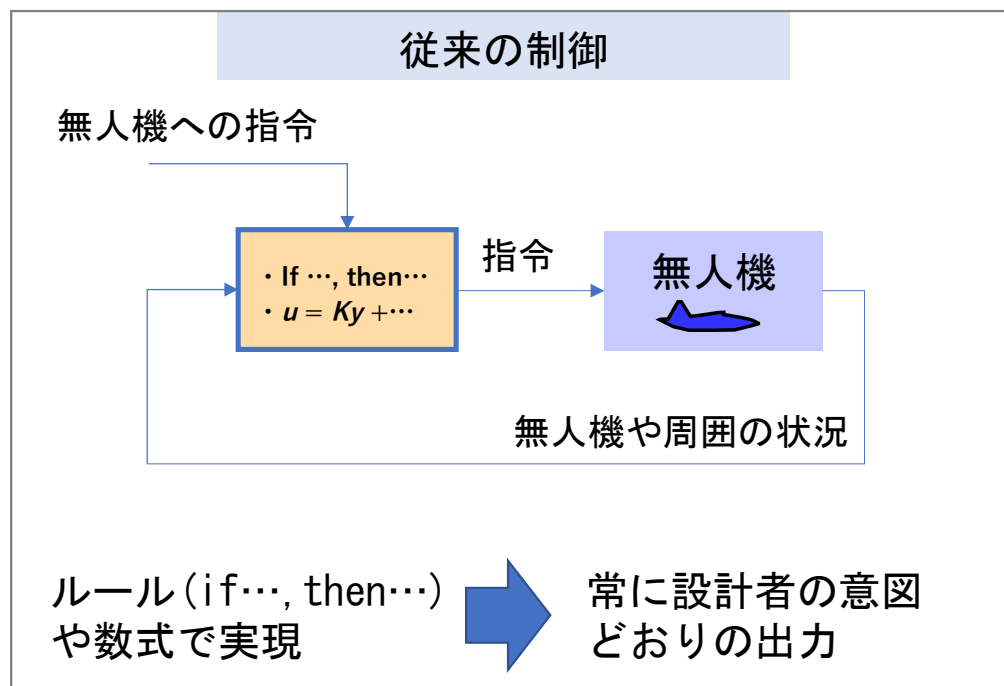 従来の制御
無人機への指令
・If …, then…
・u = Ky +…
指令
無人機
無人機や周囲の状況
ルール(if…, then…)
や数式で実現
常に設計者の意図
どおりの出力